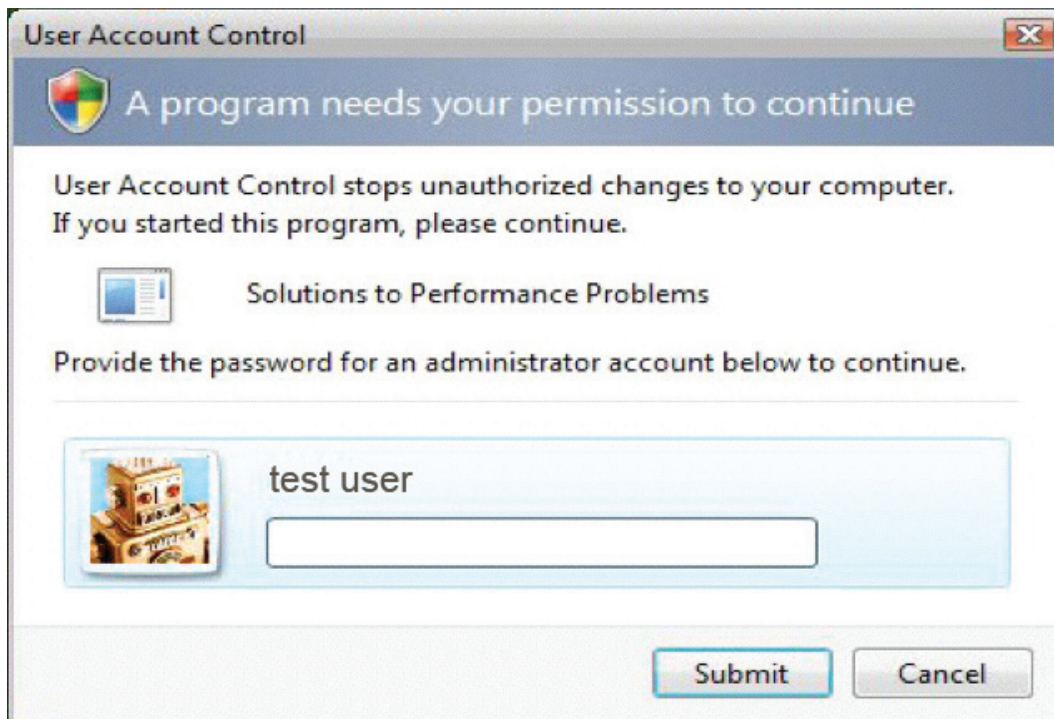 User Account Control
A program needs your permission to continue
User Account Control stops unauthorized changes to your computer.
If you started this program, please continue.
Solutions to Performance Problems
Provide the password for an administrator account below to continue.
test user
Submit
Cancel